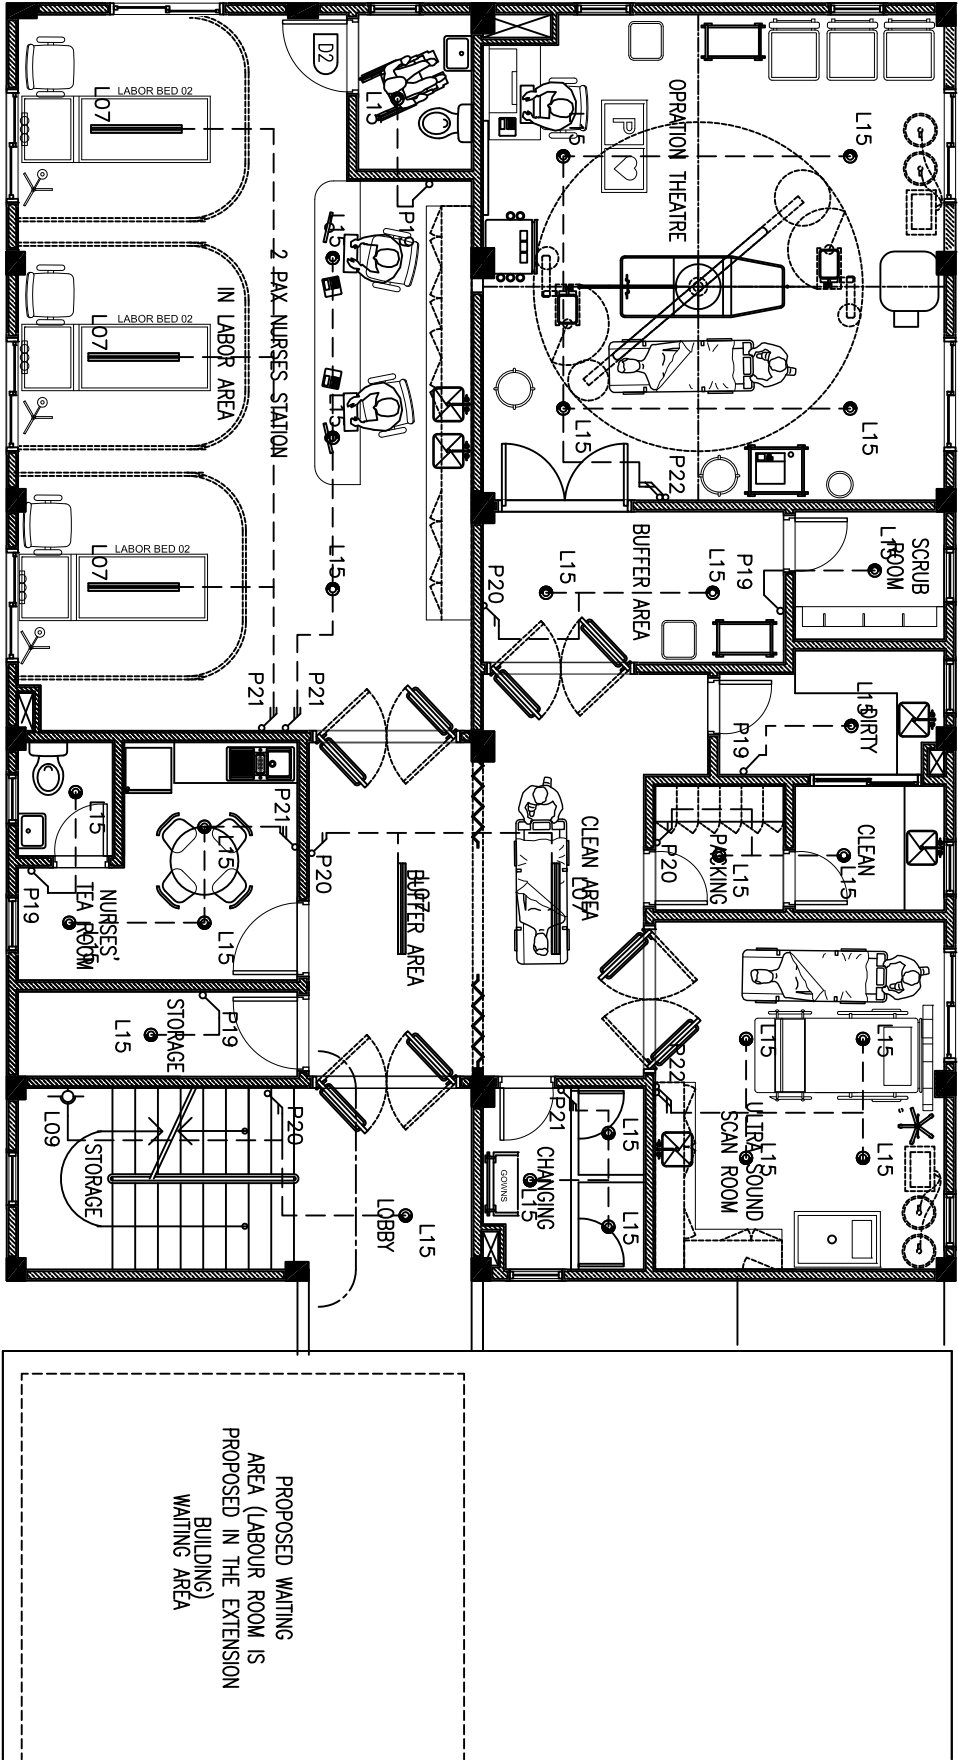 D2
LABOR BED 02
L07
L15
L15
P
OPRATION THEATRE
L15
P1
L15
2 PAX NURSES STATION
IN LABOR AREA
LABOR BED 02
L07
L15
L15
L15
P22
LABOR BED 02
L07
L15
P20
L15
BUFFER AREA
L15
P19
L15
SCRUB
ROOM
P21
P21
P19
L15
DIRTY
L15
P21
P20
L15
NURSES'
TEA ROOM
P19
L15
L15
L07
BUFFER AREA
L07
CLEAN AREA
PACKING
P20
L15
CLEAN
L15
STORAGE
P19
L15
P22
L15
L15
ULTRA SOUND
SCAN ROOM
L15
L15
L09
STORAGE
P20
LOBBY
L15
P21
CHANGING
GOWNS
L15
L15
L15
PROPOSED WAITING
AREA (LABOUR ROOM IS
PROPOSED IN THE EXTENSION
BUILDING)
WAITING AREA